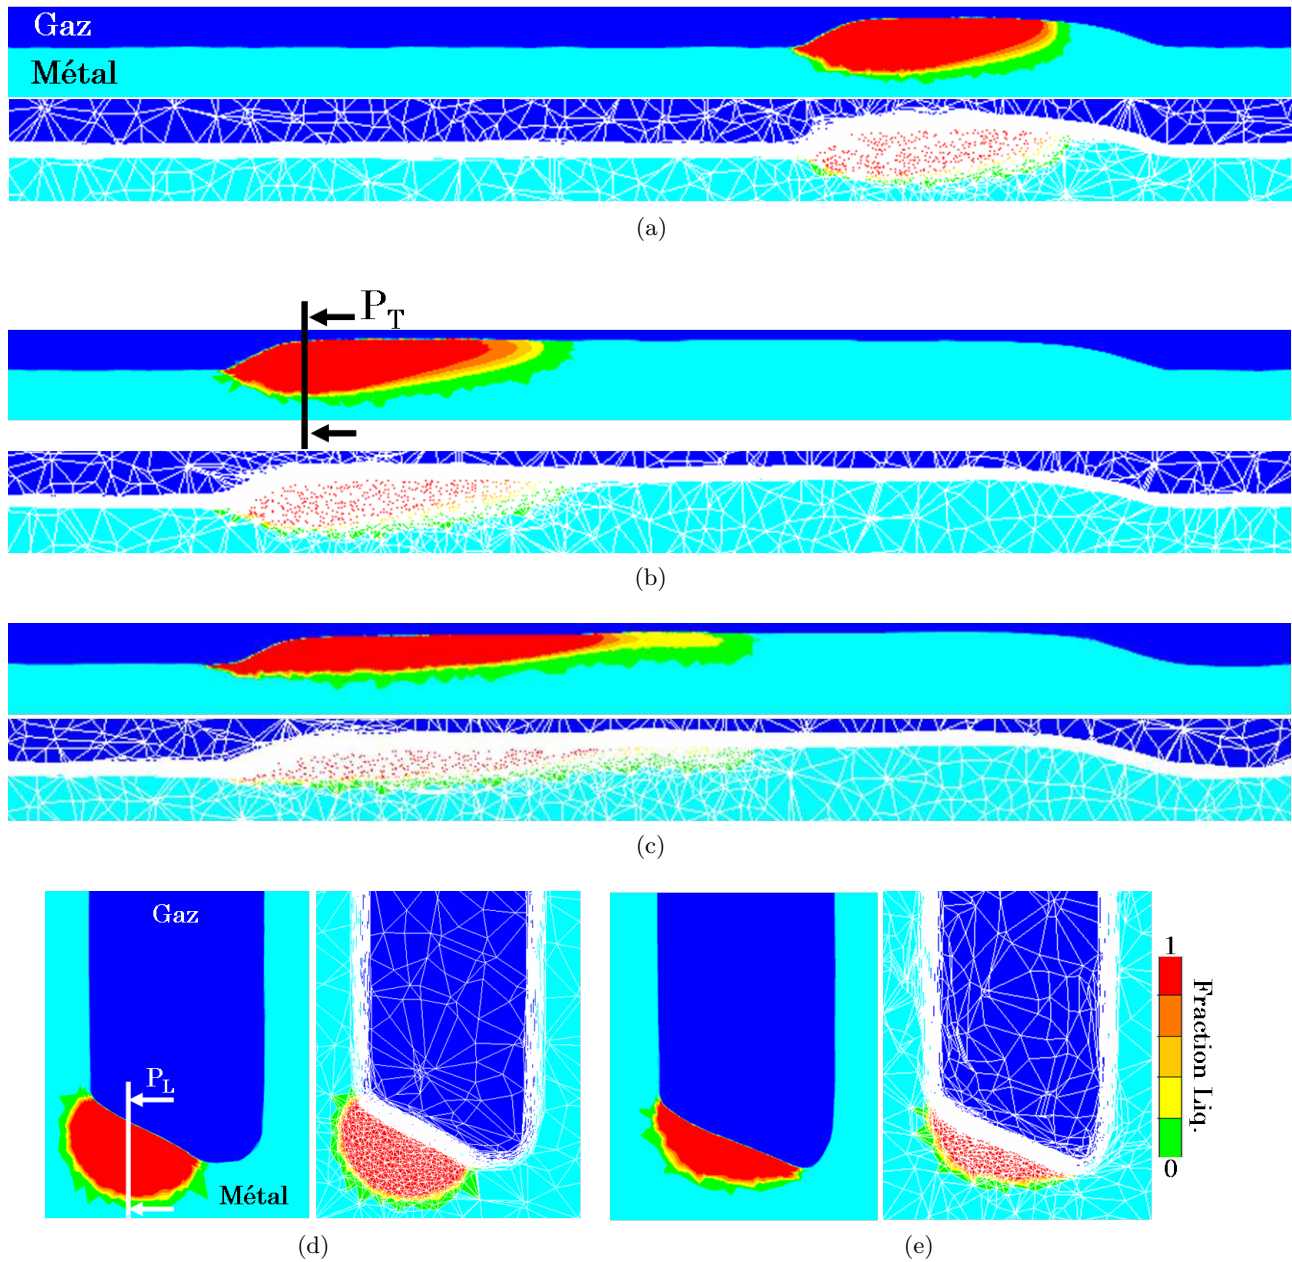 Gaz
Métal
(a)
P_T
(b)
(c)
Gaz
P_L
Métal
1
Fraction Liq.
0
(d)
(e)